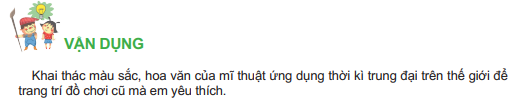 VẬN DỤNG
Khai thác màu sắc, hoa văn của mĩ thuật ứng dụng thời kì trung đại trên thế giới để
trang trí đồ chơi cũ mà em yêu thích.